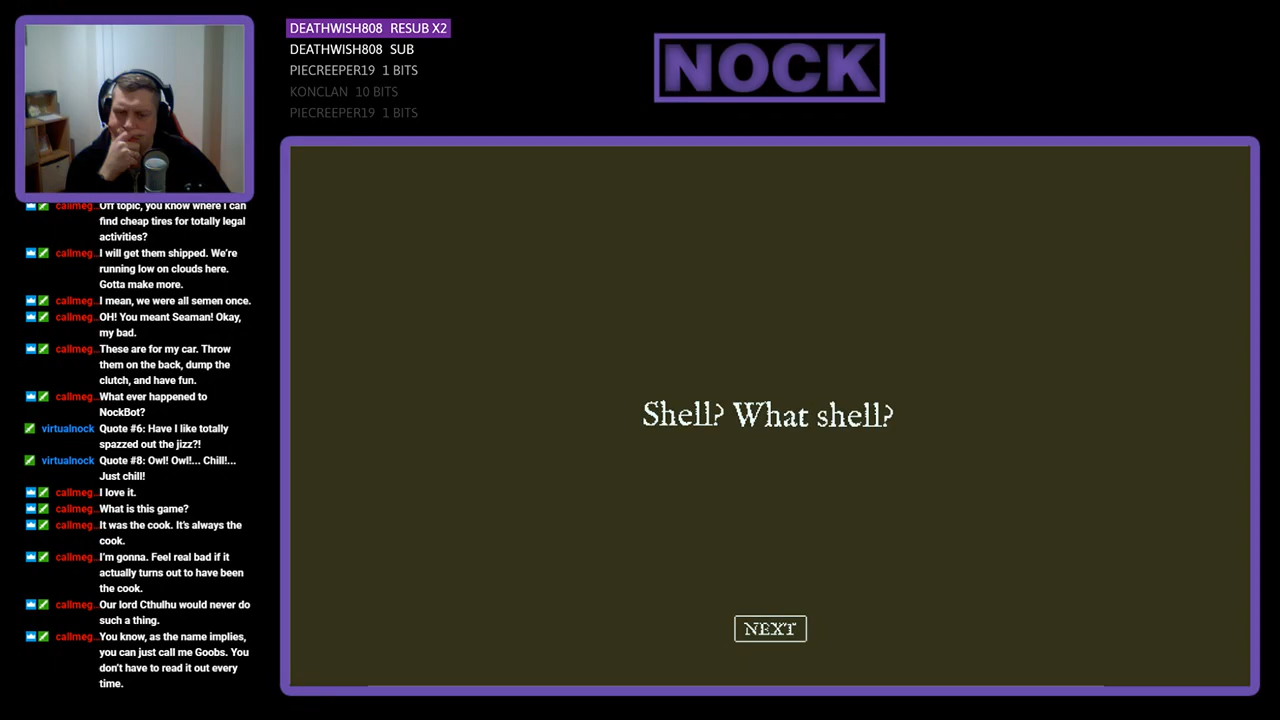 DEATHWISH808 RESUB X2
DEATHWISH808 SUB
PIECREEPER19 1 BITS
KONCLAN 10 BITS
PIECREEPER19 1 BITS
NOCK
callmeg... Off topic, you know where I can
find cheap tires for totally legal
activities?
callmeg... I will get them shipped. We're
running low on clouds here.
Gotta make more.
callmeg... I mean, we were all semen once.
callmeg... OH! You meant Seaman! Okay,
my bad.
callmeg... These are for my car. Throw
them on the back, dump the
clutch, and have fun.
callmeg... What ever happened to
NockBot?
virtualnock Quote #6: Have I like totally
spazzed out the jizz?!
virtualnock Quote #8: Owl! Owl!... Chill!...
Just chill!
callmeg... I love it.
callmeg... What is this game?
callmeg... It was the cook. It's always the
cook.
callmeg... I'm gonna. Feel real bad if it
actually turns out to have been
the cook.
callmeg... Our lord Cthulhu would never do
such a thing.
callmeg... You know, as the name implies,
you can just call me Goobs. You
don't have to read it out every
time.
Shell? What shell?
NEXT